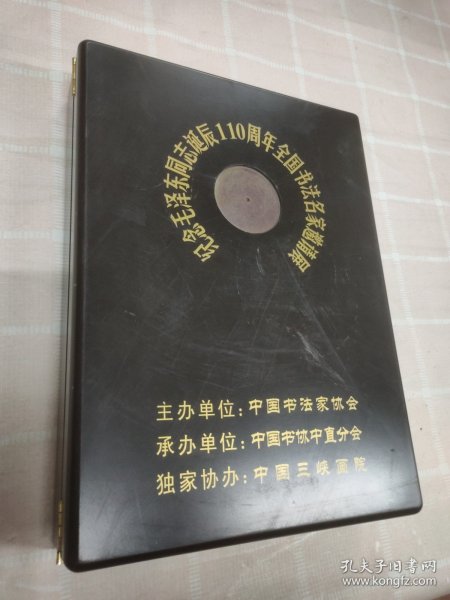 纪念毛泽东同志诞辰110周年全国书法名家邀请展
主办单位:中国书法家协会
承办单位:中国书协中直分会
独家协办:中国三峡画院
孔夫子旧书网
www.kongfz.com